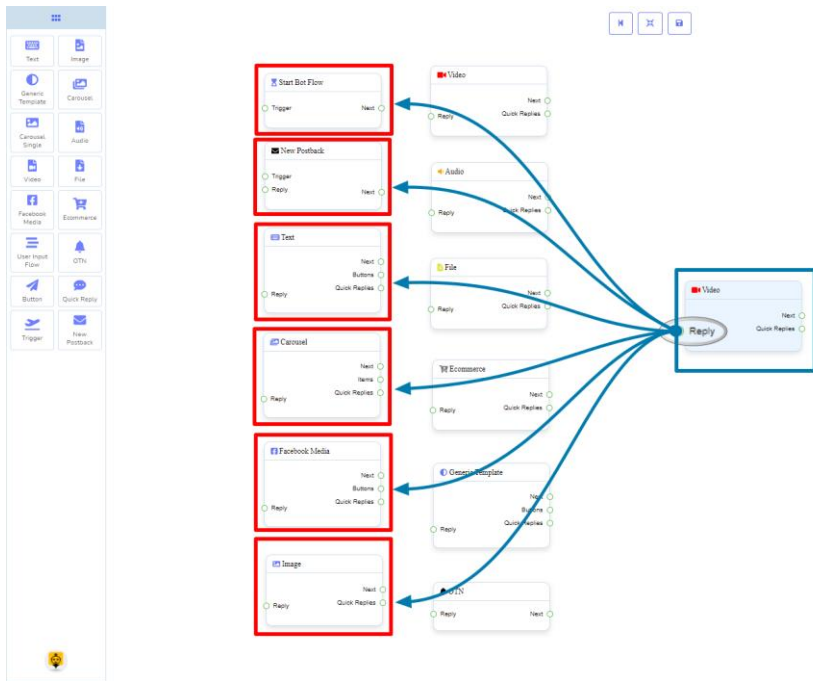 Text
Image
Generic
Template
Carousel
Carousel
Single
Audio
Video
File
Facebook
Media
Ecommerce
User Input
Flow
OTN
Button
Quick Reply
Trigger
New
Postback
Start Bot Flow
Trigger Next
New Postback
Trigger
Reply Next
Text
Next
Buttons
Quick Replies
Reply
Carousel
Next
Items
Quick Replies
Reply
Facebook Media
Next
Buttons
Quick Replies
Reply
Image
Next
Quick Replies
Reply
Video
Next
Quick Replies
Reply
Audio
Next
Quick Replies
Reply
File
Next
Quick Replies
Reply
Ecommerce
Next
Quick Replies
Reply
Generic Template
Next
Buttons
Quick Replies
Reply
OTN
Reply Next
Video
Next
Quick Replies
Reply